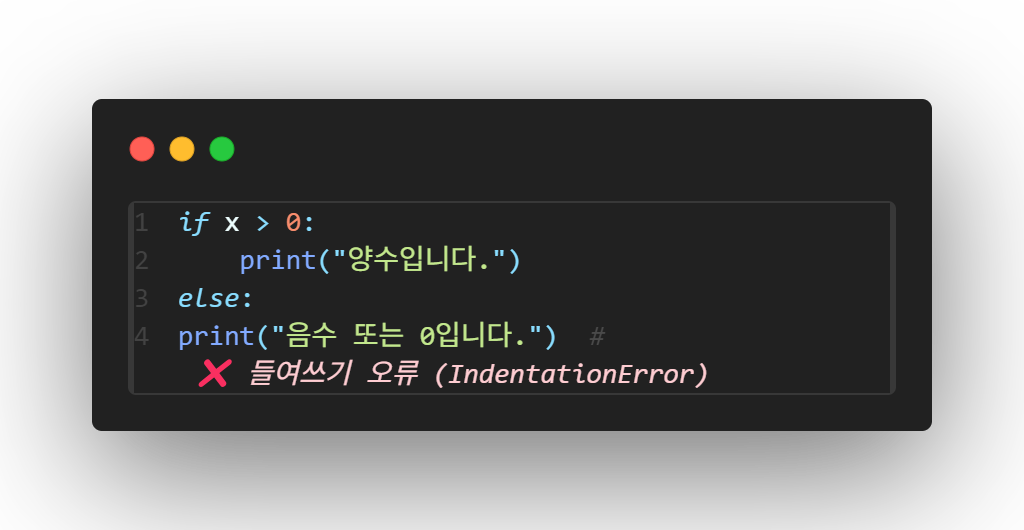 1 if x > 0:
2     print("양수입니다.")
3 else:
4 print("음수 또는 0입니다.")  #
❌ 들여쓰기 오류 (IndentationError)